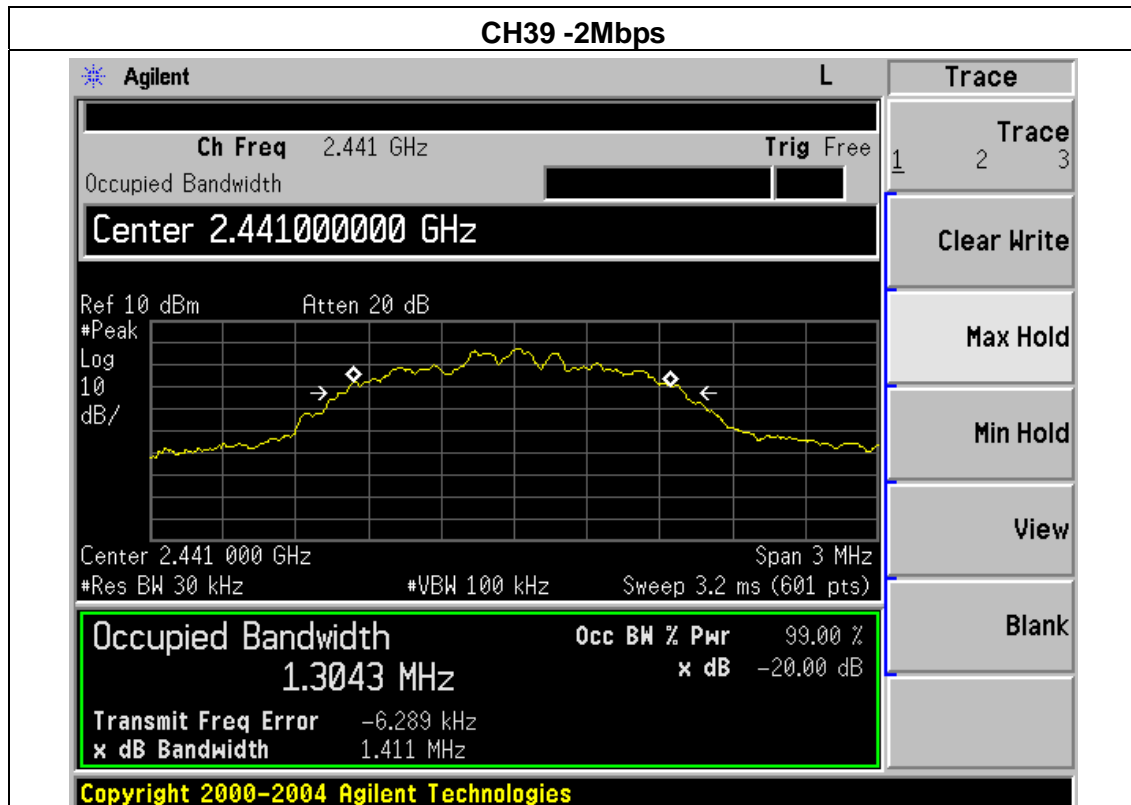 CH39 -2Mbps
Agilent L Trace
Ch Freq 2.441 GHz Trig Free
Occupied Bandwidth
Center 2.441000000 GHz
Ref 10 dBm Atten 20 dB
#Peak
Log
10
dB/
Center 2.441 000 GHz Span 3 MHz
#Res BW 30 kHz #VBW 100 kHz Sweep 3.2 ms (601 pts)
Occupied Bandwidth Occ BW % Pwr 99.00 %
1.3043 MHz x dB -20.00 dB
Transmit Freq Error -6.289 kHz
x dB Bandwidth 1.411 MHz
Copyright 2000-2004 Agilent Technologies
Trace
1 2 3
Clear Write
Max Hold
Min Hold
View
Blank